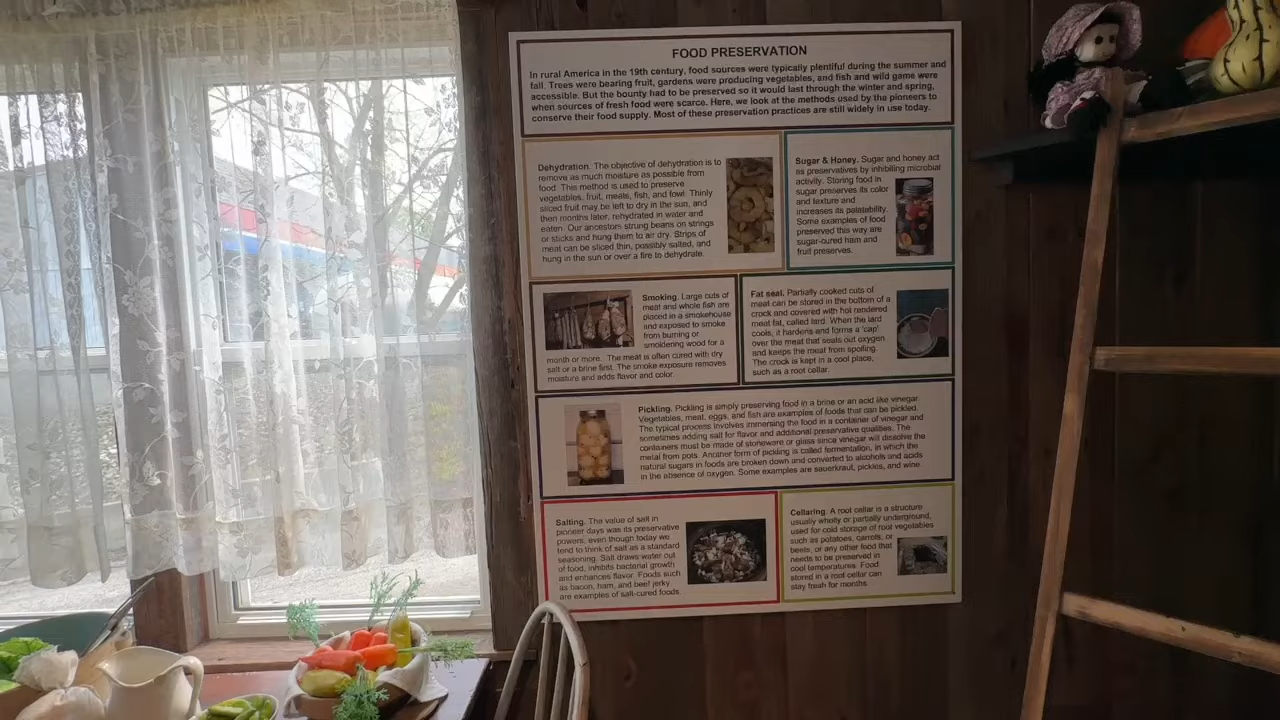 FOOD PRESERVATION
In rural America in the 19th century, food sources were typically plentiful during the summer and
fall. Trees were bearing fruit, gardens were producing vegetables, and fish and wild game were
accessible. But the bounty had to be preserved so it would last through the winter and spring,
when sources of fresh food were scarce. Here, we look at the methods used by the pioneers to
conserve their food supply. Most of these preservation practices are still widely in use today.
Dehydration. The objective of dehydration is to
remove as much moisture as possible from
food. This method is used to preserve
vegetables, fruit, meats, fish, and fowl. Thinly
sliced fruit may be left to dry in the sun, and
then months later, rehydrated in water and
eaten. Our ancestors strung beans on strings
or sticks and hung them to air dry. Strips of
meat can be sliced thin, possibly salted, and
hung in the sun or over a fire to dehydrate.
Sugar & Honey. Sugar and honey act
as preservatives by inhibiting microbial
activity. Storing food in
sugar preserves its color
and texture and
increases its palatability.
Some examples of food
preserved this way are
sugar-cured ham and
fruit preserves.
Smoking. Large cuts of
meat and whole fish are
placed in a smokehouse
and exposed to smoke
from burning or
smoldering wood for a
month or more. The meat is often cured with dry
salt or a brine first. The smoke exposure removes
moisture and adds flavor and color.
Fat seal. Partially cooked cuts of
meat can be stored in the bottom of a
crock and covered with hot rendered
meat fat, called lard. When the lard
cools, it hardens and forms a 'cap'
over the meat that seals out oxygen
and keeps the meat from spoiling.
The crock is kept in a cool place,
such as a root cellar.
Pickling. Pickling is simply preserving food in a brine or an acid like vinegar.
Vegetables, meat, eggs, and fish are examples of foods that can be pickled.
The typical process involves immersing the food in a container of vinegar and
sometimes adding salt for flavor and additional preservative qualities. The
containers must be made of stoneware or glass since vinegar will dissolve the
metal from pots. Another form of pickling is called fermentation, in which the
natural sugars in foods are broken down and converted to alcohols and acids
in the absence of oxygen. Some examples are sauerkraut, pickles, and wine.
Salting. The value of salt in
pioneer days was its preservative
powers, even though today we
tend to think of salt as a standard
seasoning. Salt draws water out
of food, inhibits bacterial growth
and enhances flavor. Foods such
as bacon, ham, and beef jerky
are examples of salt-cured foods.
Cellaring. A root cellar is a structure
usually wholly or partially underground,
used for cold storage of root vegetables
such as potatoes, carrots, or
beets, or any other food that
needs to be preserved in
cool temperatures. Food
stored in a root cellar can
stay fresh for months.